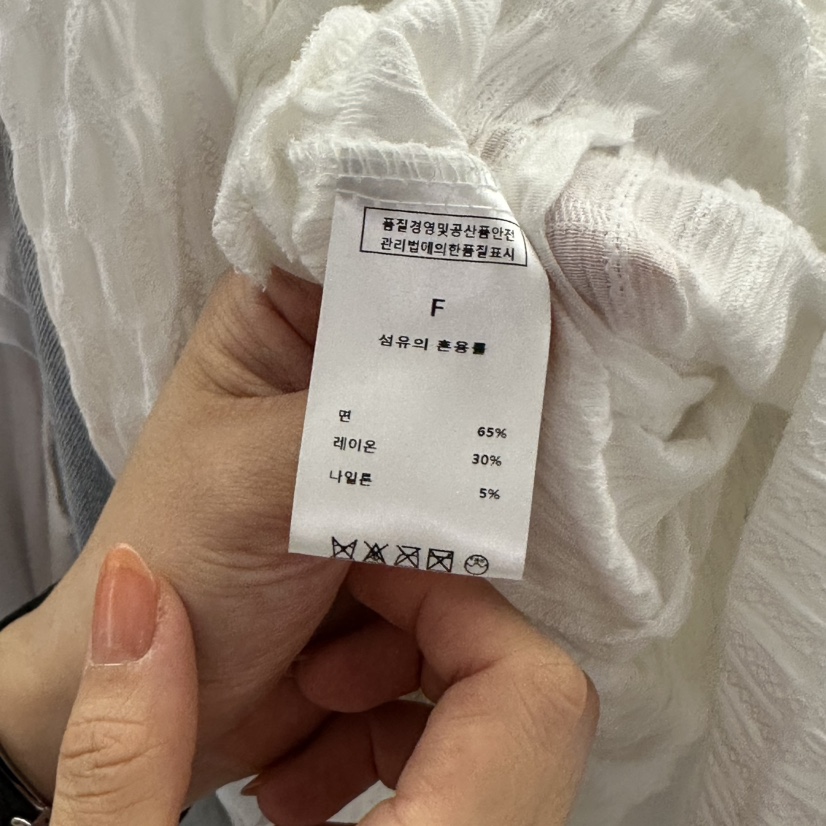 품질경영및공산품안전
관리법에의한품질표시
F
섬유의 혼용률
면 65%
레이온 30%
나일론 5%